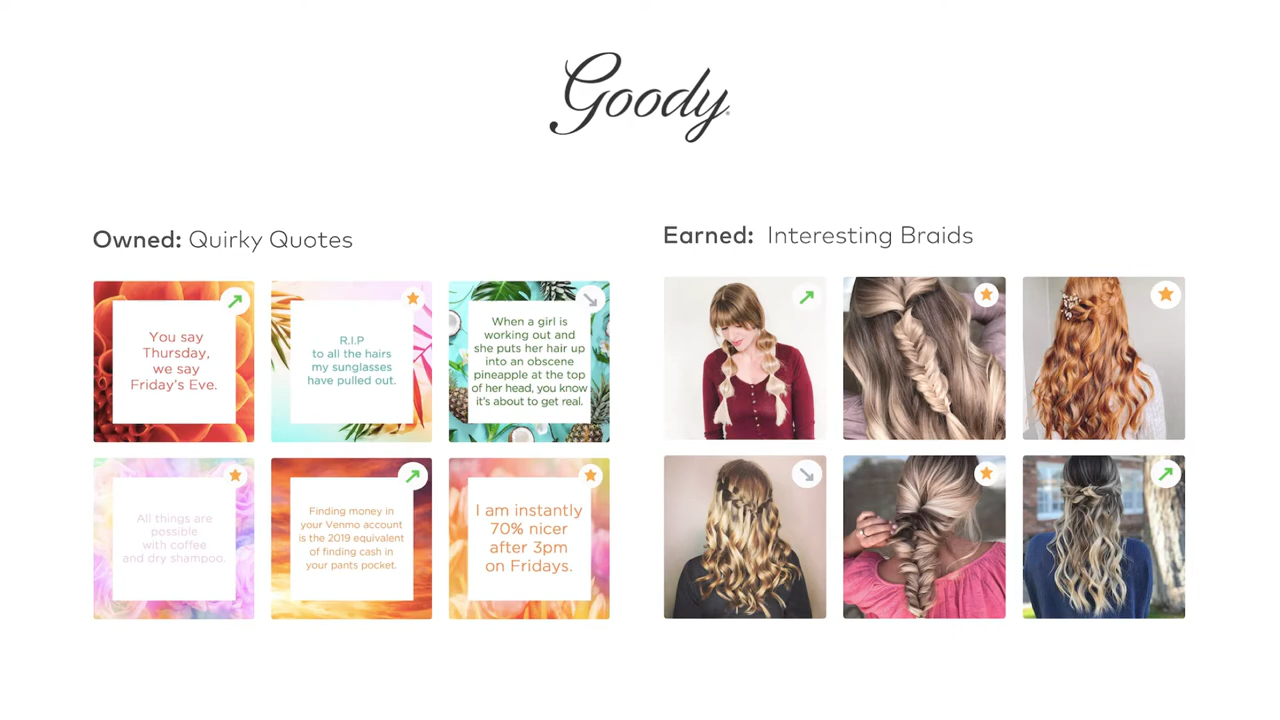 Goody
Owned: Quirky Quotes
Earned: Interesting Braids
You say
Thursday,
we say
Friday's Eve.
R.I.P
to all the hairs
my sunglasses
have pulled out.
When a girl is
working out and
she puts her hair up
into an obscene
pineapple at the top
of her head, you know
it's about to get real.
All things are
possible
with coffee
and dry shampoo.
Finding money in
your Venmo account
is the 2019 equivalent
of finding cash in
your pants pocket.
I am instantly
70% nicer
after 3pm
on Fridays.